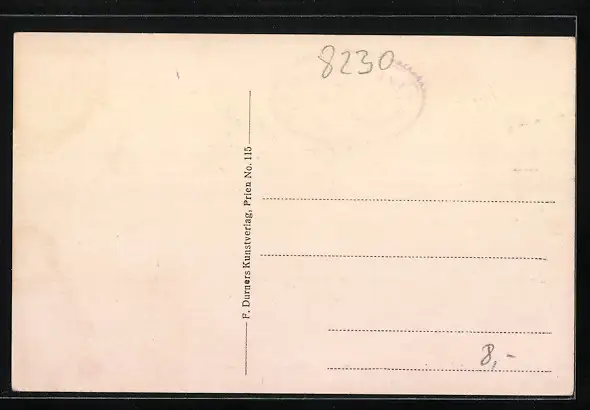 8230
F. Durners Kunstverlag, Prien No. 115
8,-